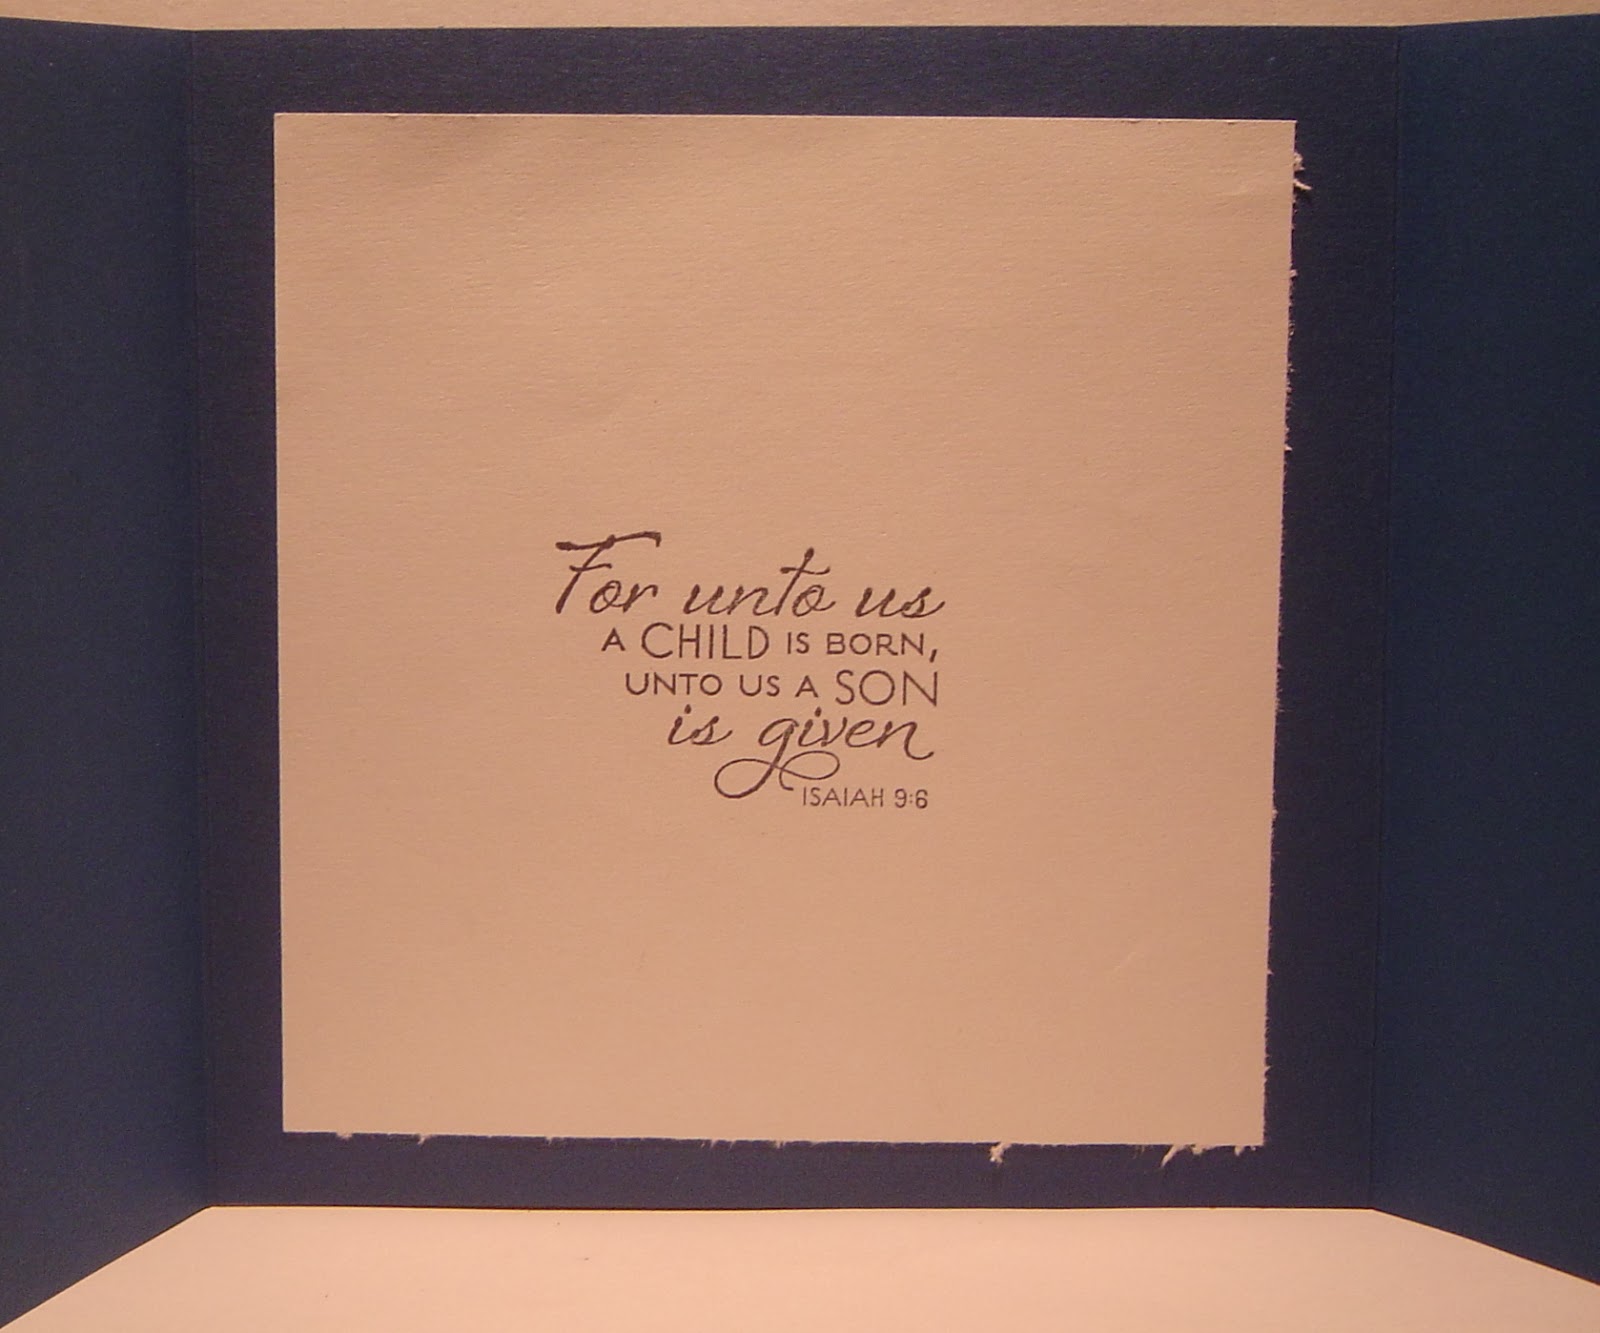 For unto us
A CHILD IS BORN,
UNTO US A SON
is given
ISAIAH 9:6